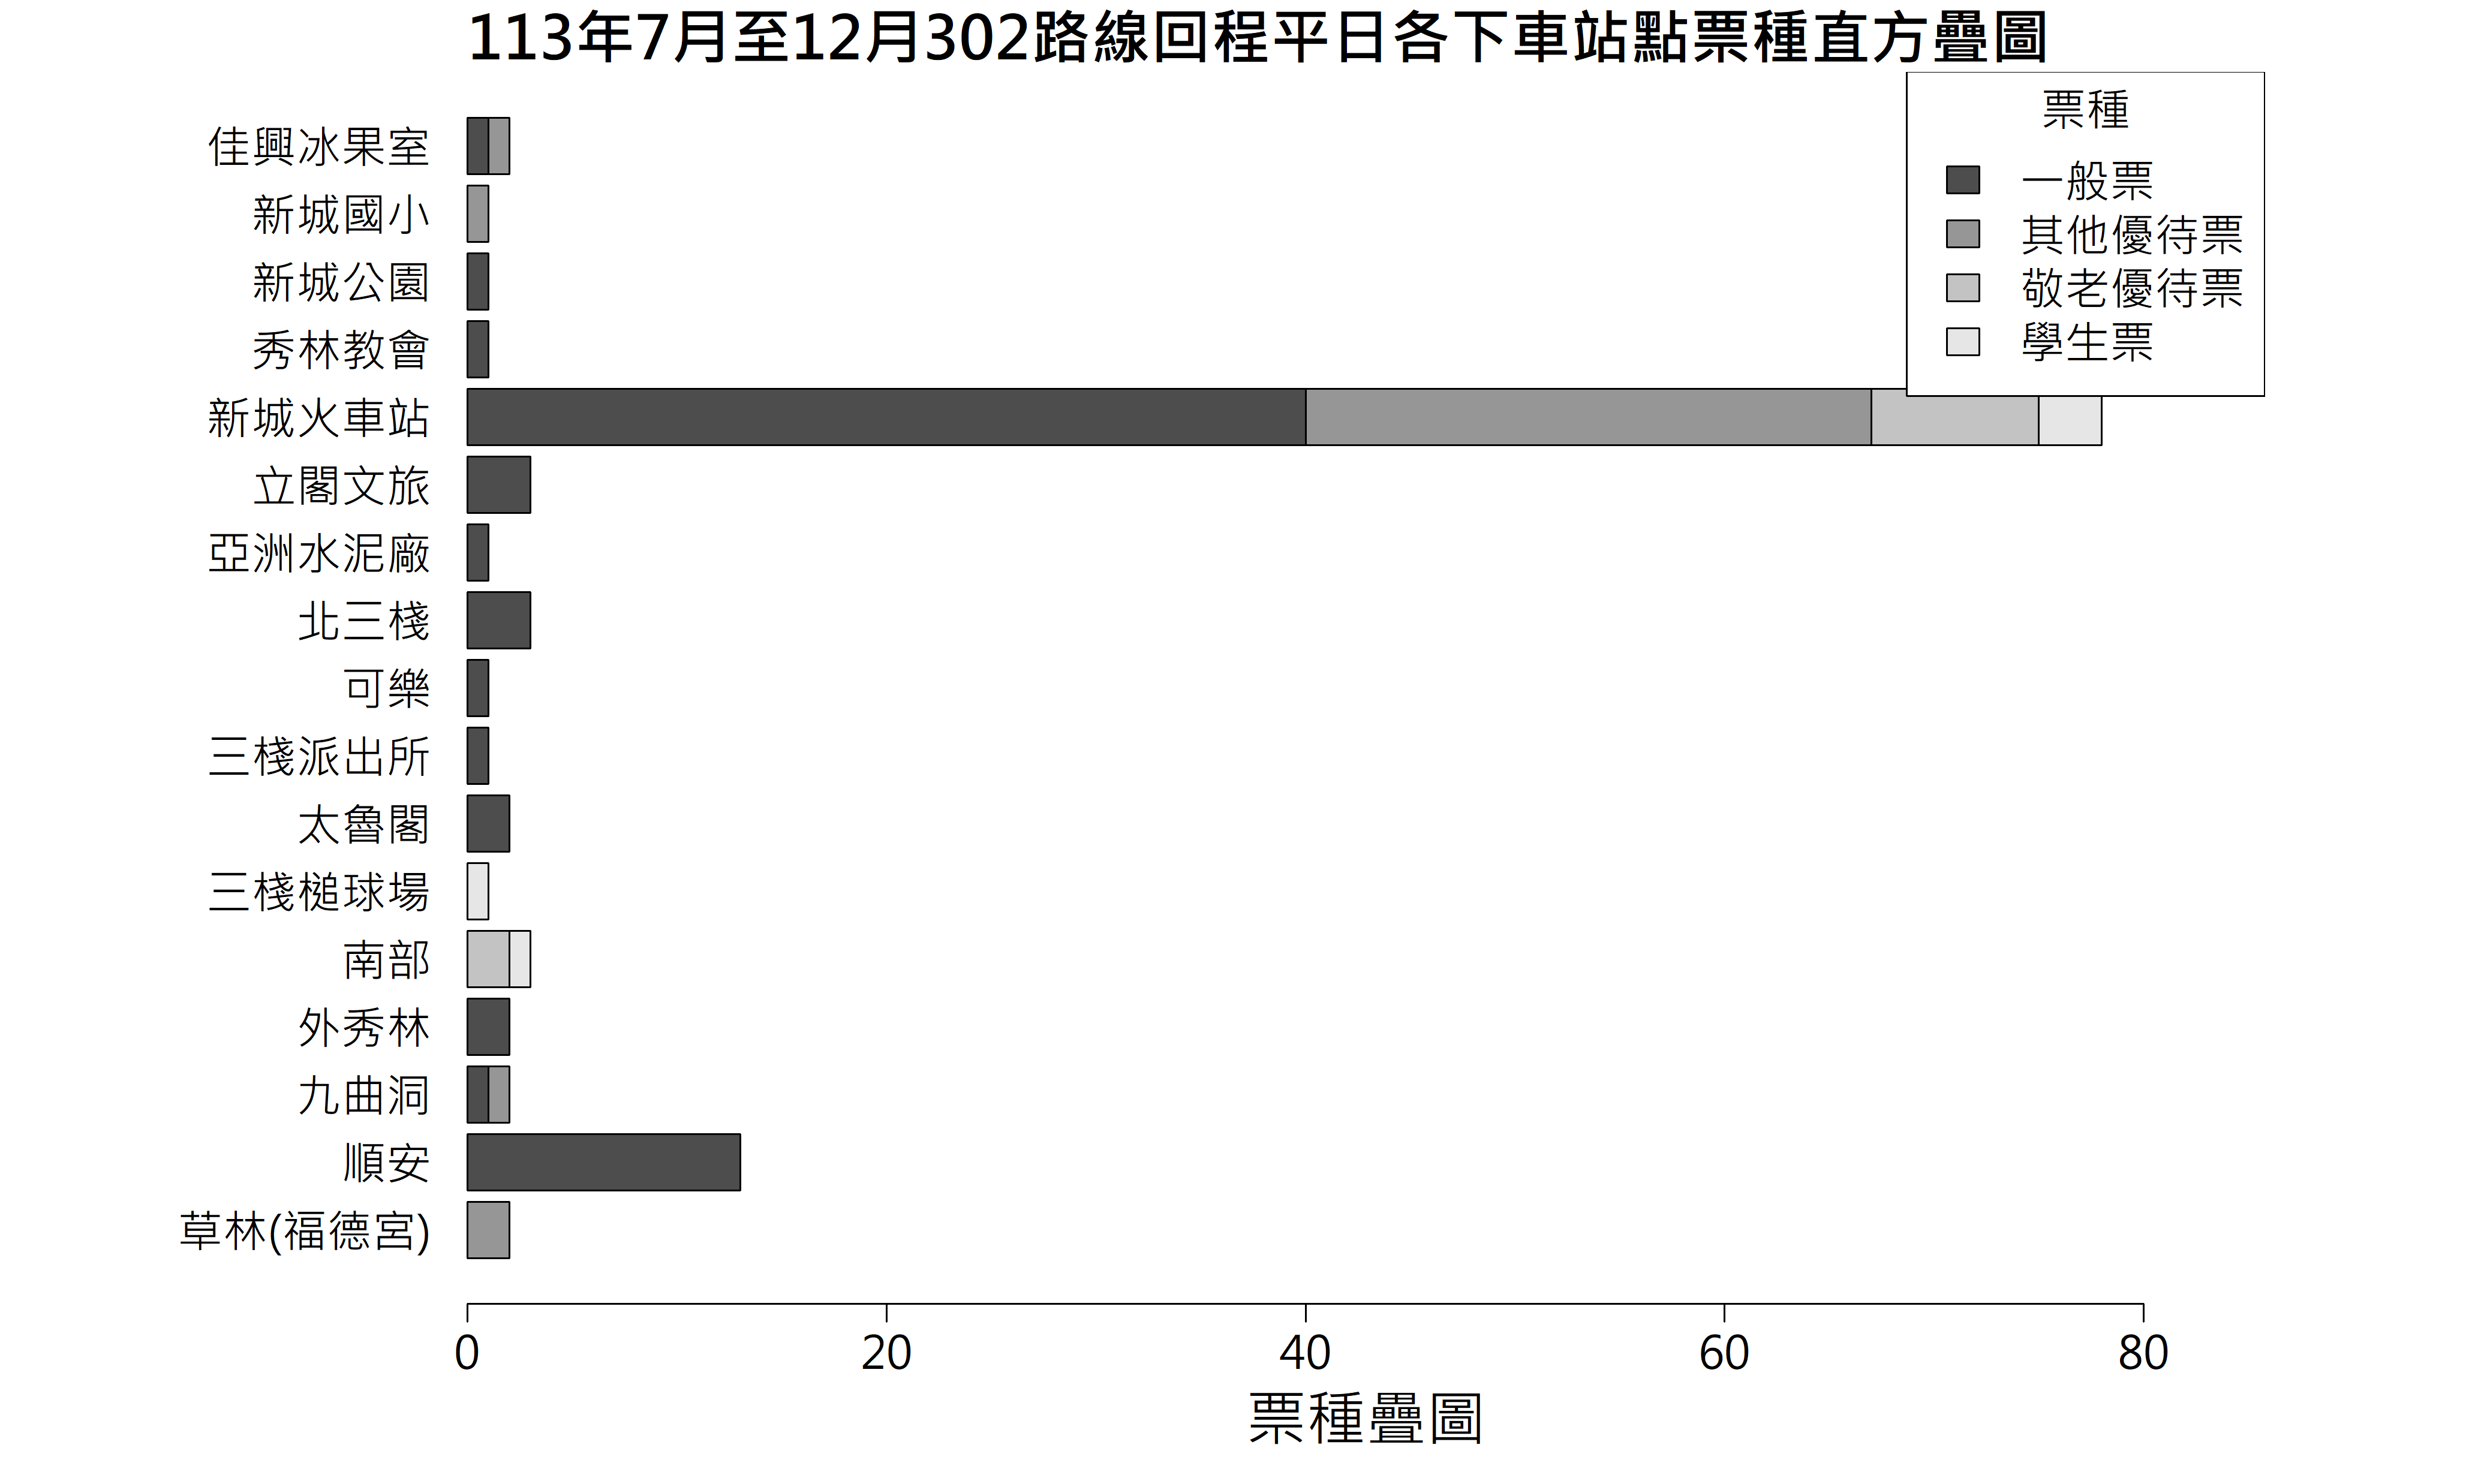 113年7月至12月302路線回程平日各下車站點票種直方疊圖
票種
一般票
其他優待票
敬老優待票
學生票
佳興冰果室
新城國小
新城公園
秀林教會
新城火車站
立閣文旅
亞洲水泥廠
北三棧
可樂
三棧派出所
太魯閣
三棧槌球場
南部
外秀林
九曲洞
順安
草林(福德宮)
0 20 40 60 80
票種疊圖